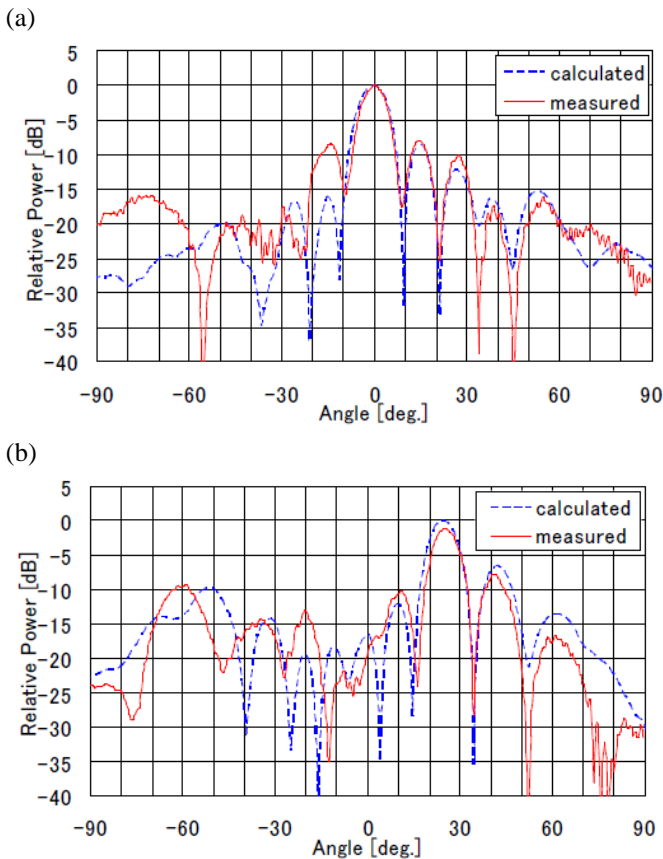 (a)
5
0
-5
-10
-15
-20
-25
-30
-35
-40
Relative Power [dB]
calculated
measured
-90 -60 -30 0 30 60 90
Angle [deg.]
(b)
5
0
-5
-10
-15
-20
-25
-30
-35
-40
Relative Power [dB]
calculated
measured
-90 -60 -30 0 30 60 90
Angle [deg.]